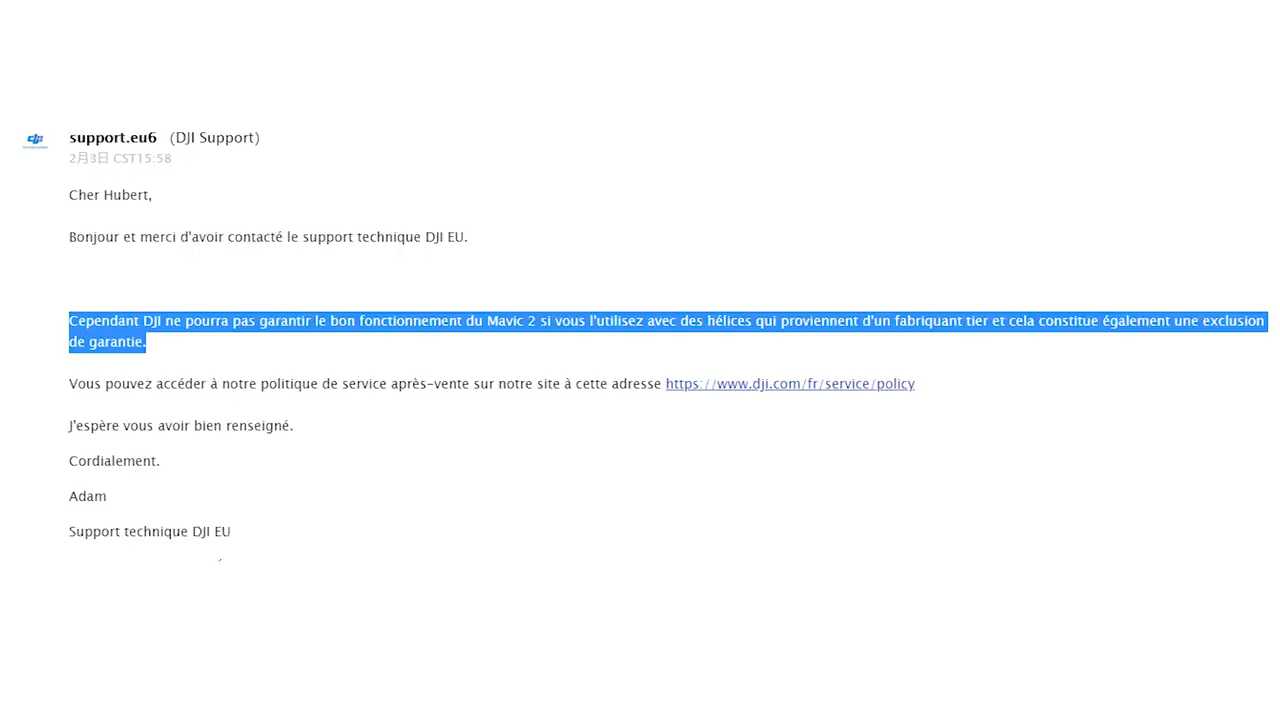 support.eu6 (DJI Support)
2月3日 CST15:58
Cher Hubert,
Bonjour et merci d'avoir contacté le support technique DJI EU.
Cependant DJI ne pourra pas garantir le bon fonctionnement du Mavic 2 si vous l'utilisez avec des hélices qui proviennent d'un fabriquant tier et cela constitue également une exclusion
de garantie.
Vous pouvez accéder à notre politique de service après-vente sur notre site à cette adresse https://www.dji.com/fr/service/policy
J'espère vous avoir bien renseigné.
Cordialement.
Adam
Support technique DJI EU